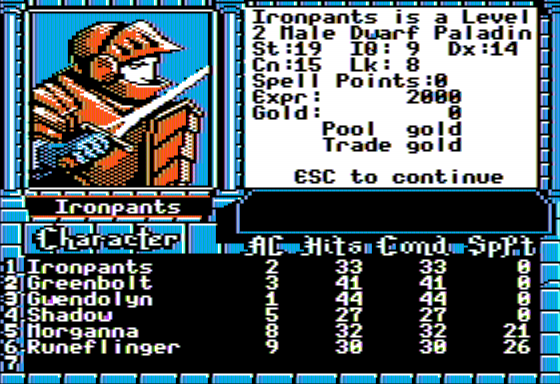 Ironpants is a Level
2 Male Dwarf Paladin
St:19 IQ: 9 Dx:14
Cn:15 Lk: 8
Spell Points:0
Expr: 2000
Gold: 0
Pool gold
Trade gold
ESC to continue
Ironpants
Character AC Hits Cond SpPt
1 Ironpants 2 33 33 0
2 Greenbolt 3 41 41 0
3 Gwendolyn 1 44 44 0
4 Shadow 5 27 27 0
5 Morganna 8 32 32 21
6 Runeflinger 9 30 30 26
7